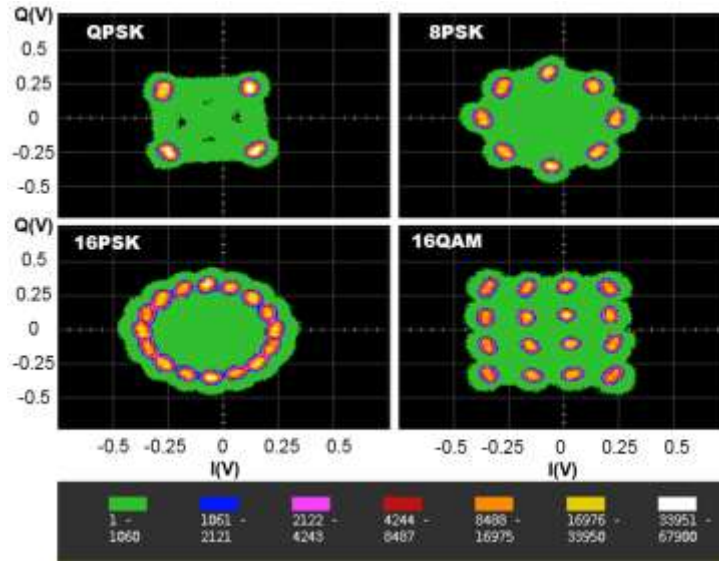 Q(V)
QPSK
8PSK
0.5
0.25
0
-0.25
-0.5
Q(V)
16PSK
16QAM
0.5
0.25
0
-0.25
-0.5
-0.5 -0.25 0 0.25 0.5 -0.5 -0.25 0 0.25 0.5
I(V) I(V)
1 - 1061 - 2122 - 4244 - 8488 - 16976 - 33951 -
1060 2121 4243 8487 16975 33950 67900